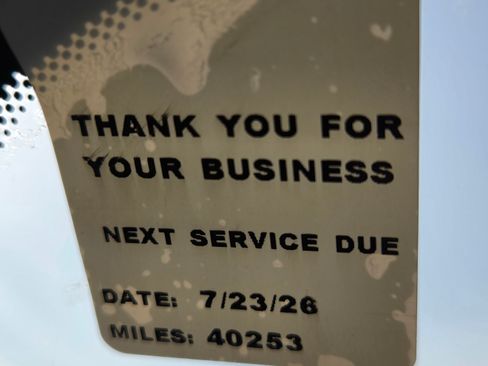 THANK YOU FOR
YOUR BUSINESS
NEXT SERVICE DUE
DATE: 7/23/26
MILES: 40253